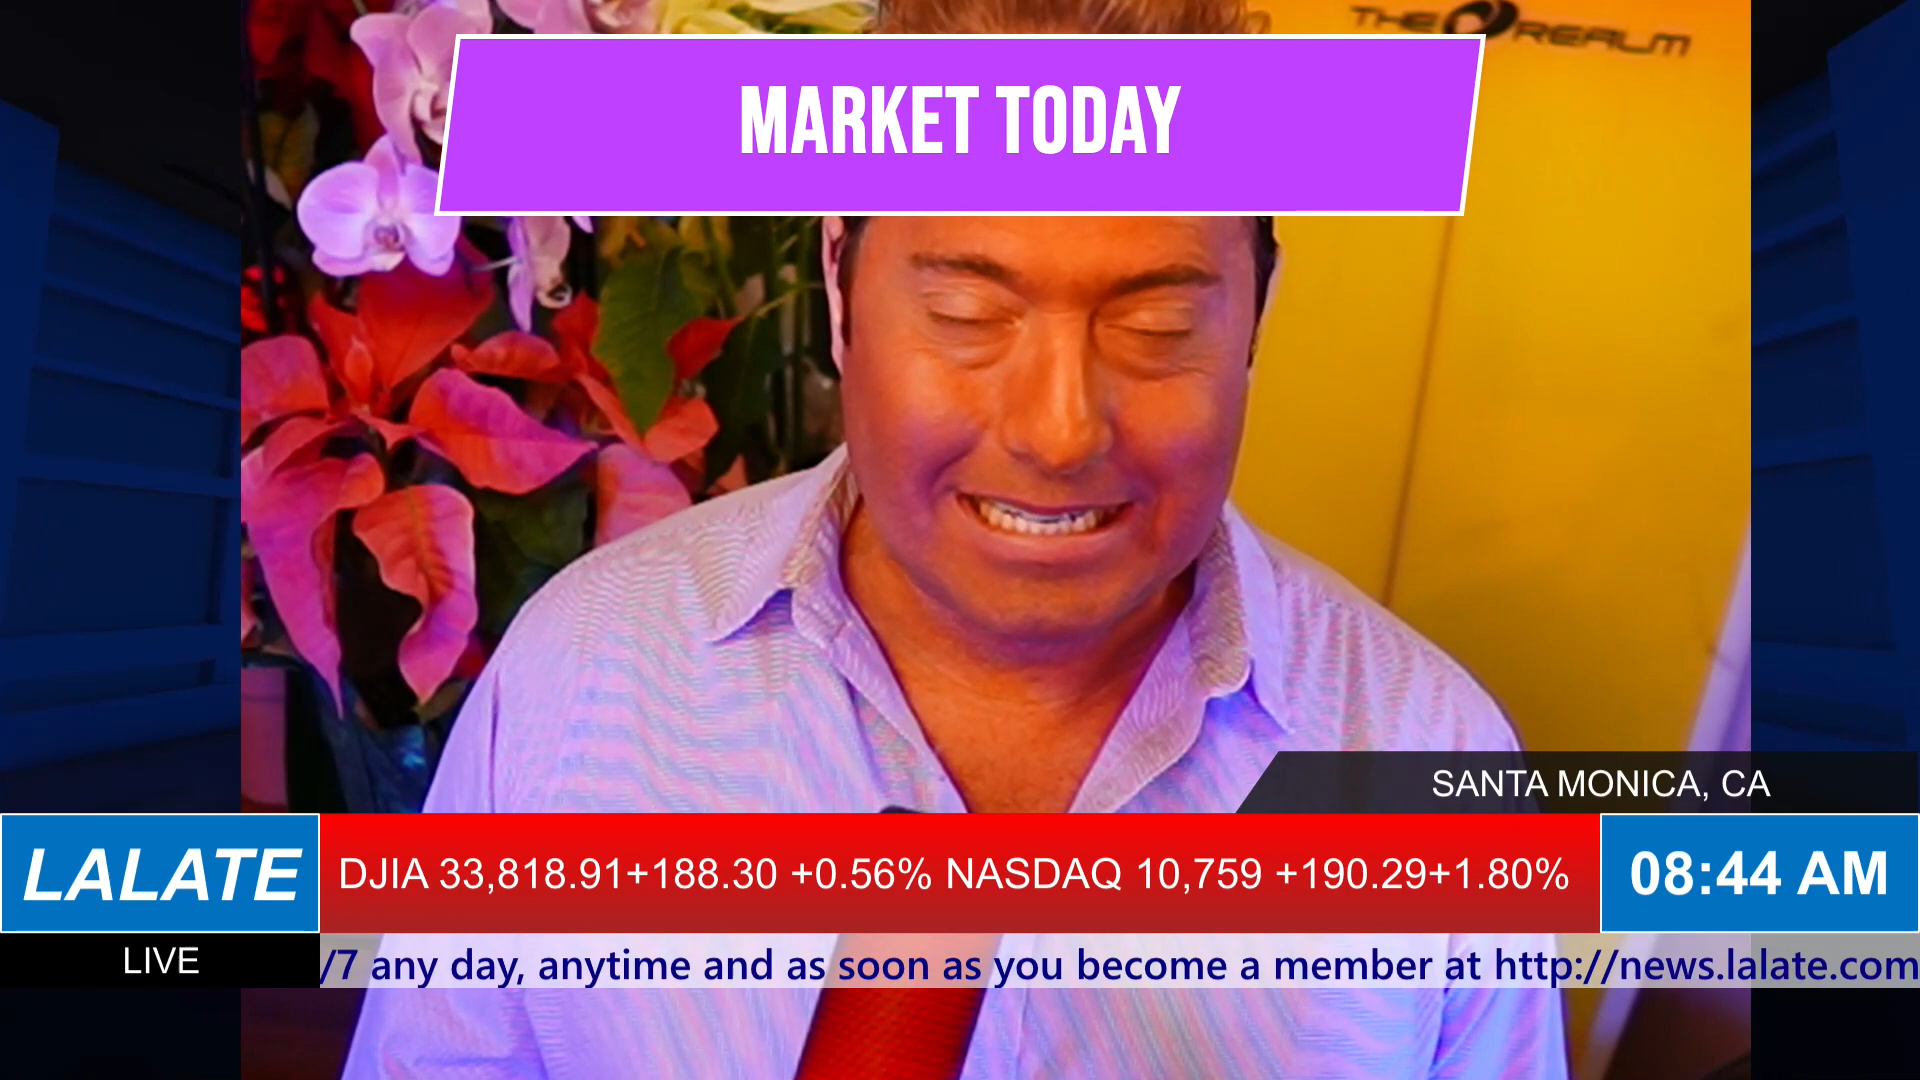 THE REALM
MARKET TODAY
SANTA MONICA, CA
LALATE
DJIA 33,818.91+188.30 +0.56% NASDAQ 10,759 +190.29+1.80%
08:44 AM
LIVE
/7 any day, anytime and as soon as you become a member at http://news.lalate.com